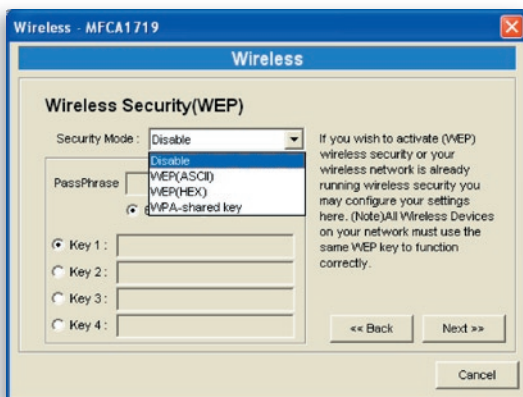 Wireless - MFCA1719
Wireless
Wireless Security(WEP)
Security Mode : Disable
Disable
WEP(ASCII)
WEP(HEX)
WPA-shared key
PassPhrase
Key 1 :
Key 2 :
Key 3 :
Key 4 :
If you wish to activate (WEP)
wireless security or your
wireless network is already
running wireless security you
may configure your settings
here. (Note)All Wireless Devices
on your network must use the
same WEP key to function
correctly.
<< Back
Next >>
Cancel